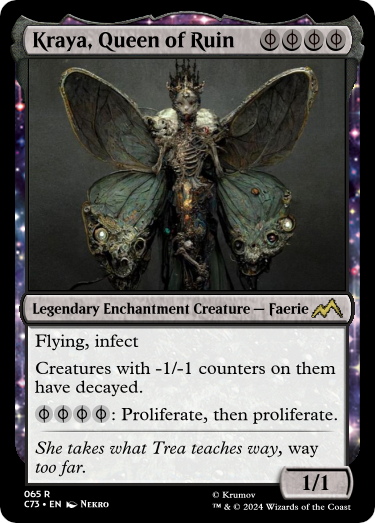 Kraya, Queen of Ruin
Legendary Enchantment Creature — Faerie
Flying, infect
Creatures with -1/-1 counters on them
have decayed.
: Proliferate, then proliferate.
She takes what Trea teaches way, way
too far.
1/1
065 R
C73 • EN Nekro
© Krumov
™ & © 2024 Wizards of the Coast